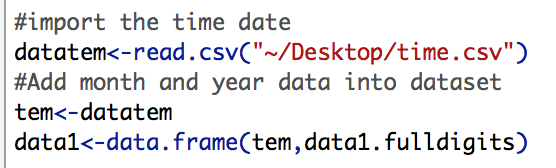 #import the time date
datatem<-read.csv("~/Desktop/time.csv")
#Add month and year data into dataset
tem<-datatem
data1<-data.frame(tem,data1.fulldigits)